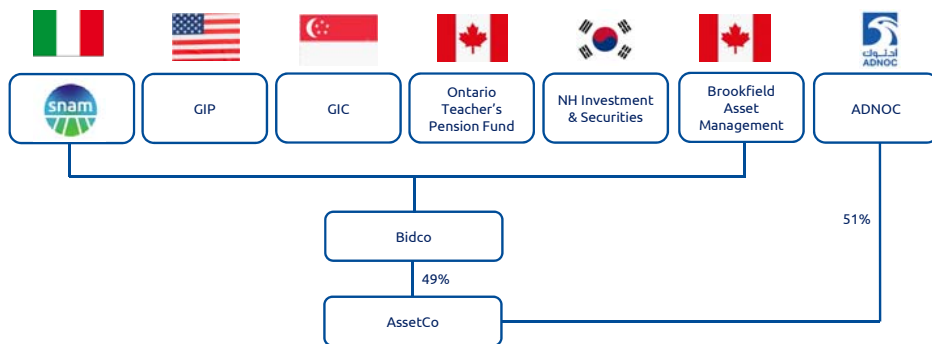 أدنوك
ADNOC
snam
GIP
GIC
Ontario
Teacher's
Pension Fund
NH Investment
& Securities
Brookfield
Asset
Management
ADNOC
Bidco
51%
49%
AssetCo